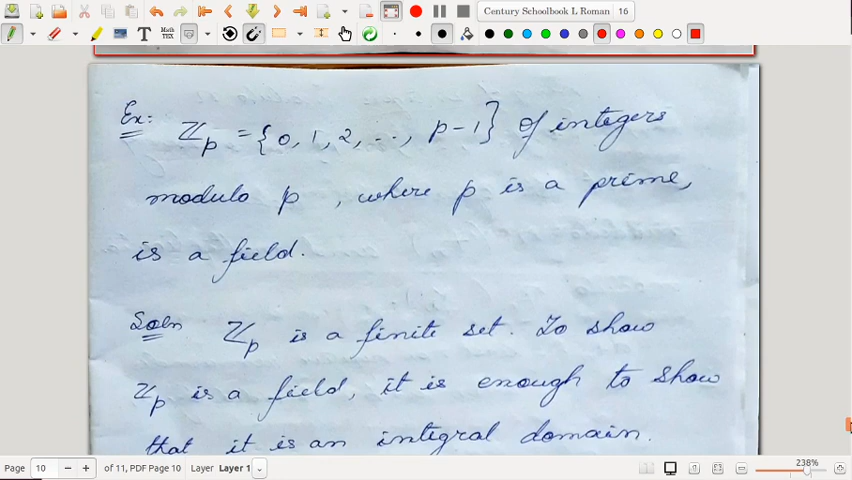 Century Schoolbook L Roman 16
Math
TEX
Ex: ℤp = {0, 1, 2, ..., p-1} of integers
modulo p , where p is a prime,
is a field.
Soln ℤp is a finite set. To show
ℤp is a field, it is enough to show
that it is an integral domain.
Page 10 of 11, PDF Page 10 Layer Layer 1 238%